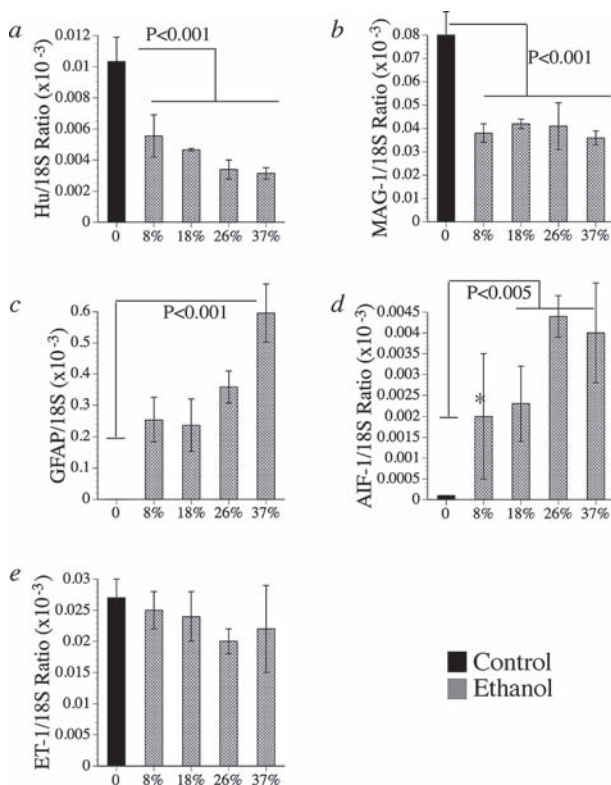 a
P<0.001
Hu/18S Ratio (x10-3)
0.012
0.01
0.008
0.006
0.004
0.002
0
0 8% 18% 26% 37%
b
P<0.001
MAG-1/18S Ratio (x10-3)
0.08
0.07
0.06
0.05
0.04
0.03
0.02
0.01
0
0 8% 18% 26% 37%
c
P<0.001
GFAP/18S (x10-3)
0.6
0.5
0.4
0.3
0.2
0.1
0
0 8% 18% 26% 37%
d
P<0.005
AIF-1/18S Ratio (x10-3)
0.0045
0.004
0.0035
0.003
0.0025
0.002
0.0015
0.001
0.0005
0
*
0 8% 18% 26% 37%
e
ET-1/18S Ratio (x10-3)
0.03
0.025
0.02
0.015
0.01
0.005
0
0 8% 18% 26% 37%
Control
Ethanol